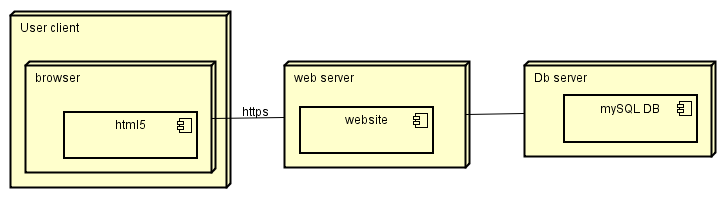 User client
browser
html5
https
web server
website
Db server
mySQL DB